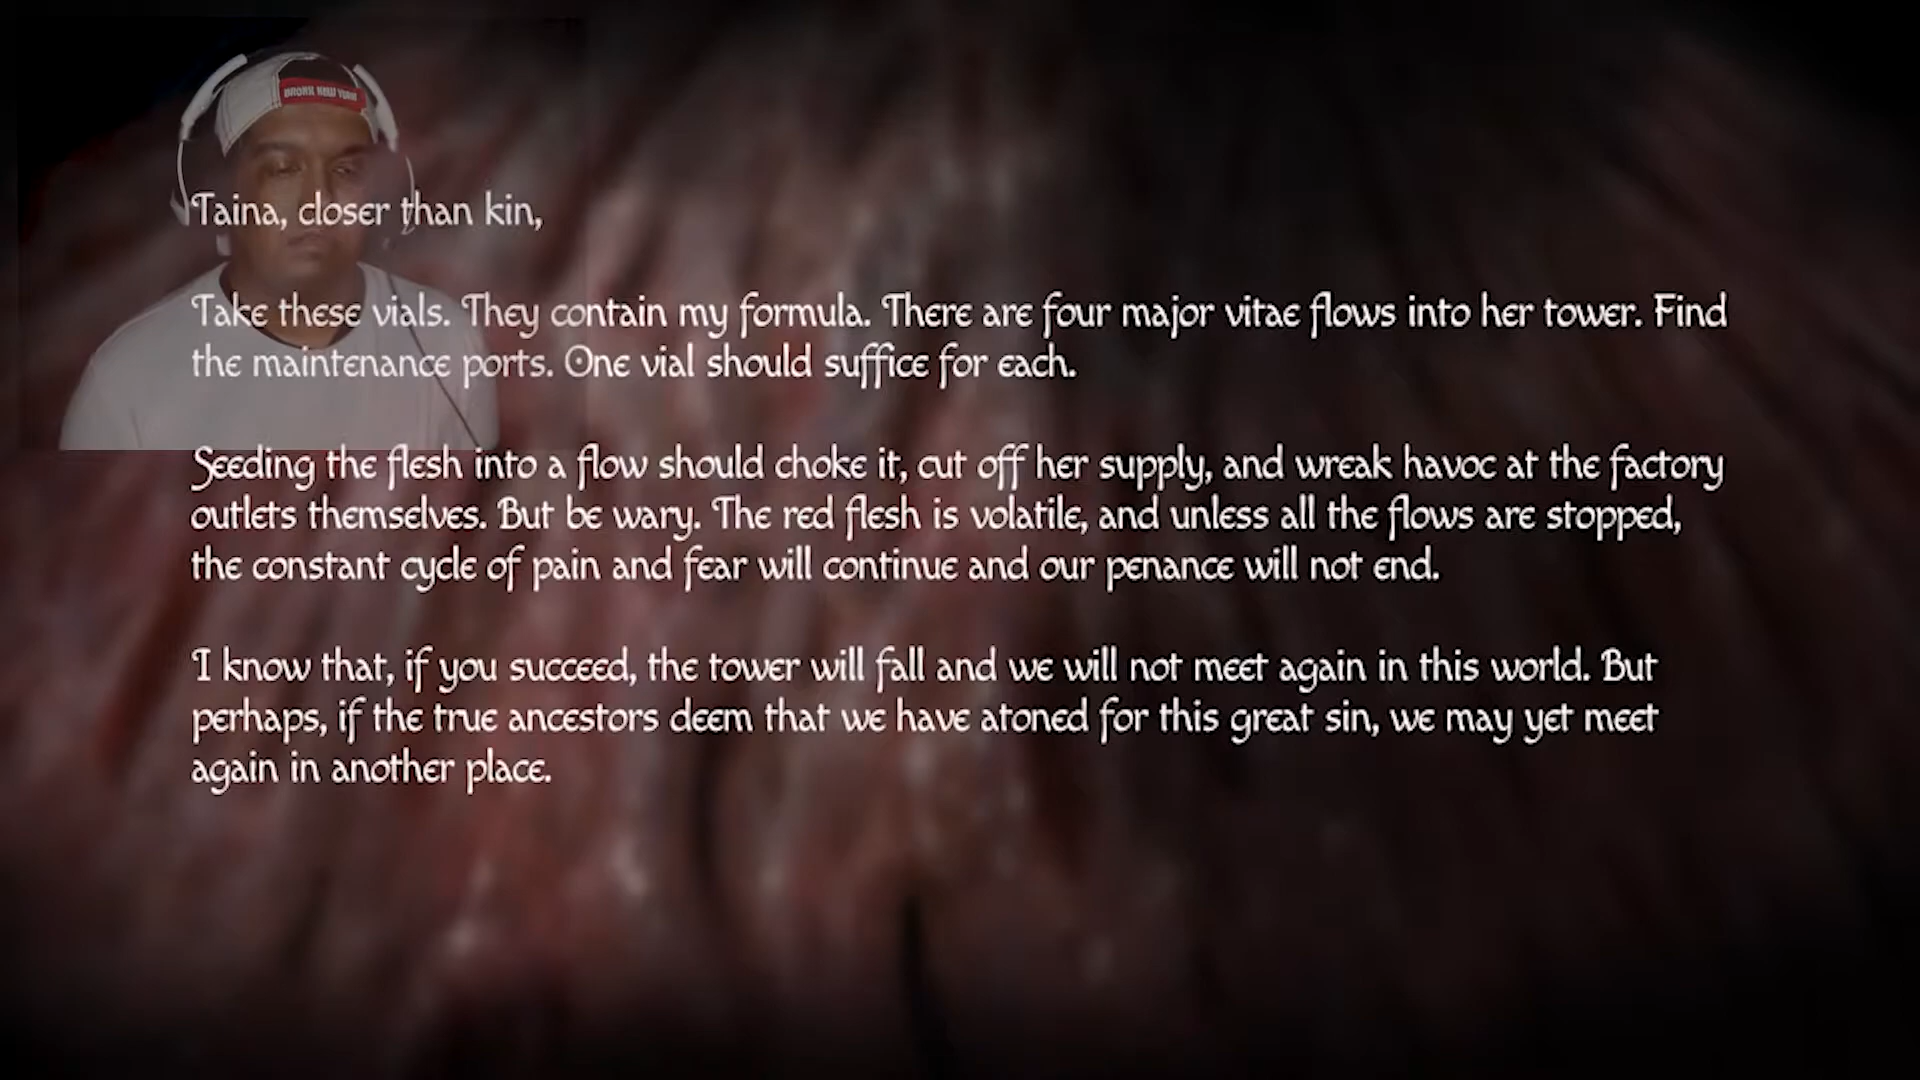 BRONX NEW YORK
Taina, closer than kin,
Take these vials. They contain my formula. There are four major vitae flows into her tower. Find
the maintenance ports. One vial should suffice for each.
Seeding the flesh into a flow should choke it, cut off her supply, and wreak havoc at the factory
outlets themselves. But be wary. The red flesh is volatile, and unless all the flows are stopped,
the constant cycle of pain and fear will continue and our penance will not end.
I know that, if you succeed, the tower will fall and we will not meet again in this world. But
perhaps, if the true ancestors deem that we have atoned for this great sin, we may yet meet
again in another place.